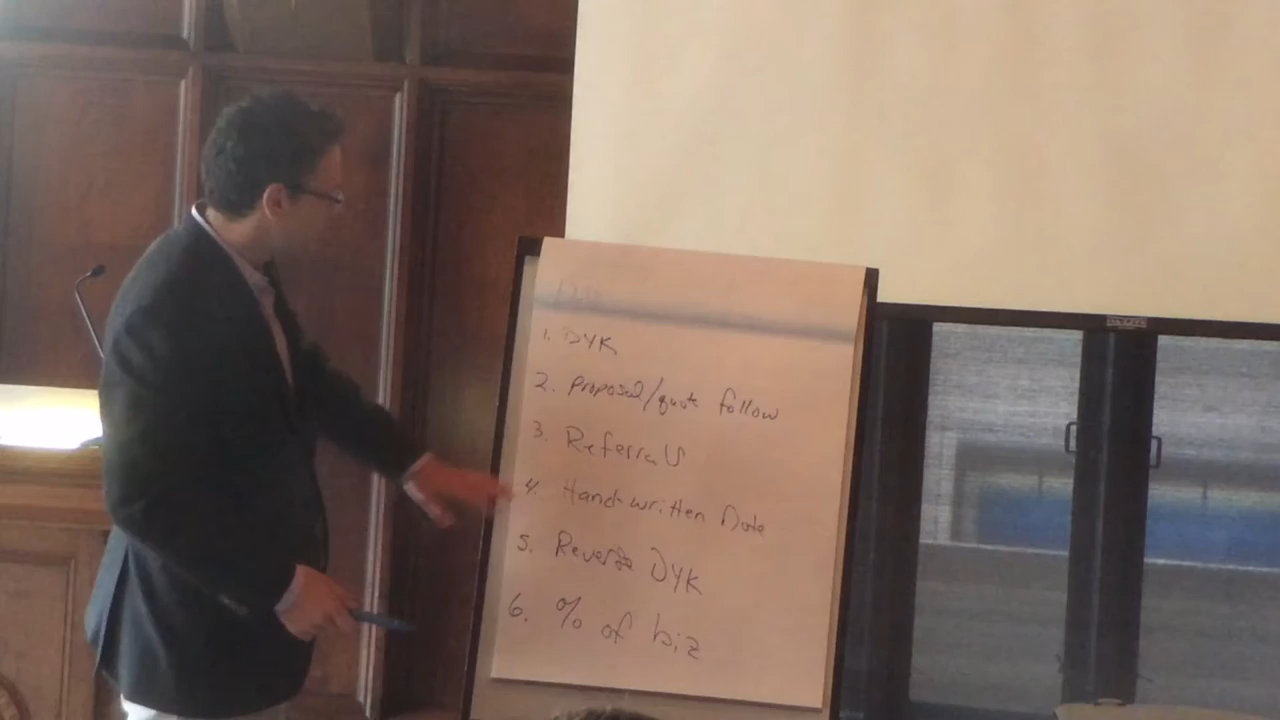 1. DYK
2. proposal/quote follow
3. Referrals
4. Hand-written Note
5. Reverse DYK
6. % of biz